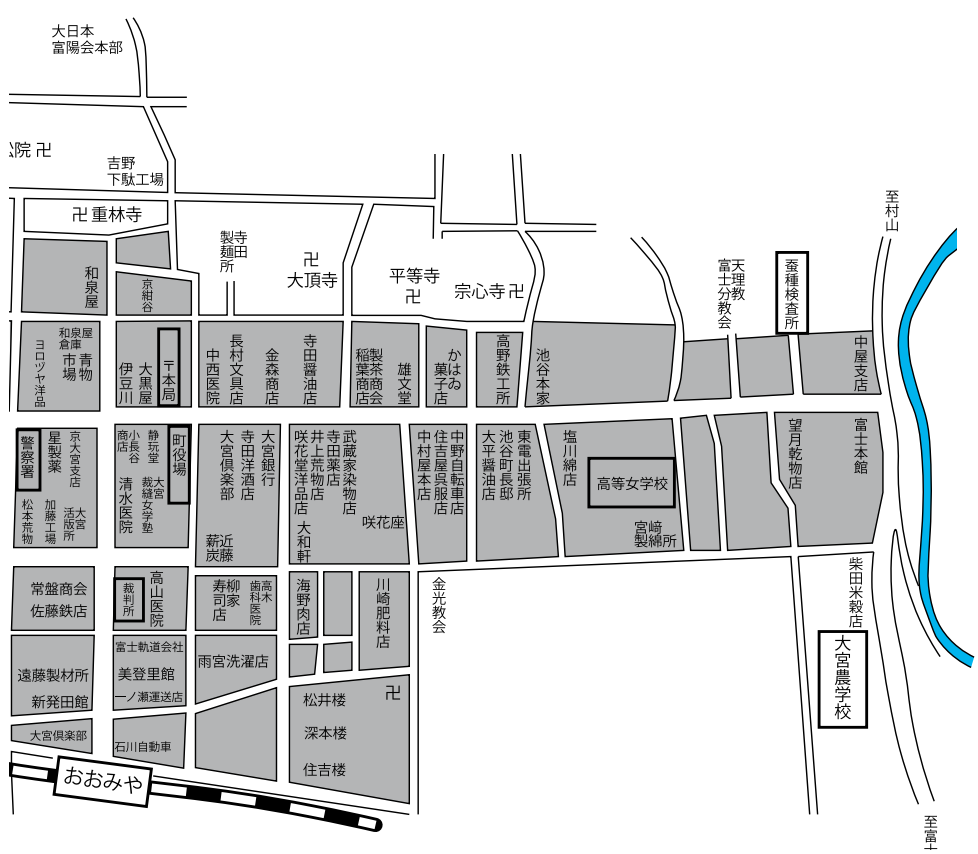 大日本
富陽会本部
院 卍
吉野
下駄工場
卍 重林寺
至村山
寺田
製麺所
卍
大頂寺
平等寺
卍
宗心寺 卍
天理教
富士分教会
蚕種検査所
和泉屋
京紺谷
中屋支店
和泉屋
倉庫
青物
市場
ヨロヅヤ洋品
伊豆川
大黒屋
〒本局
中西医院
長村文具店
金森商店
寺田醤油店
製茶商会
稲葉商店
雄文堂
かはゐ
菓子店
高野鉄工所
池谷本家
警察署
星製薬
京大宮支店
松本荒物
加藤工場
大宮
活版所
小長谷
商店
静玩堂
町役場
清水医院
大宮
裁縫女学塾
大宮倶楽部
寺田洋酒店
大宮銀行
薪近
炭藤
武蔵家染物店
寺田薬店
井上荒物店
咲花堂洋品店
咲花座
大和軒
中野自転車店
住吉屋呉服店
中村屋本店
東電出張所
池谷町長邸
大平醤油店
塩川綿店
高等女学校
宮﨑
製綿所
望月乾物店
富士本館
常盤商会
佐藤鉄店
裁判所
高山医院
柳家
寿司店
高木
歯科医院
海野肉店
川崎肥料店
金光教会
柴田米穀店
大宮農学校
遠藤製材所
新発田館
富士軌道会社
美登里館
一ノ瀬運送店
雨宮洗濯店
松井楼
卍
深本楼
住吉楼
大宮倶楽部
石川自動車
おおみや
至富士